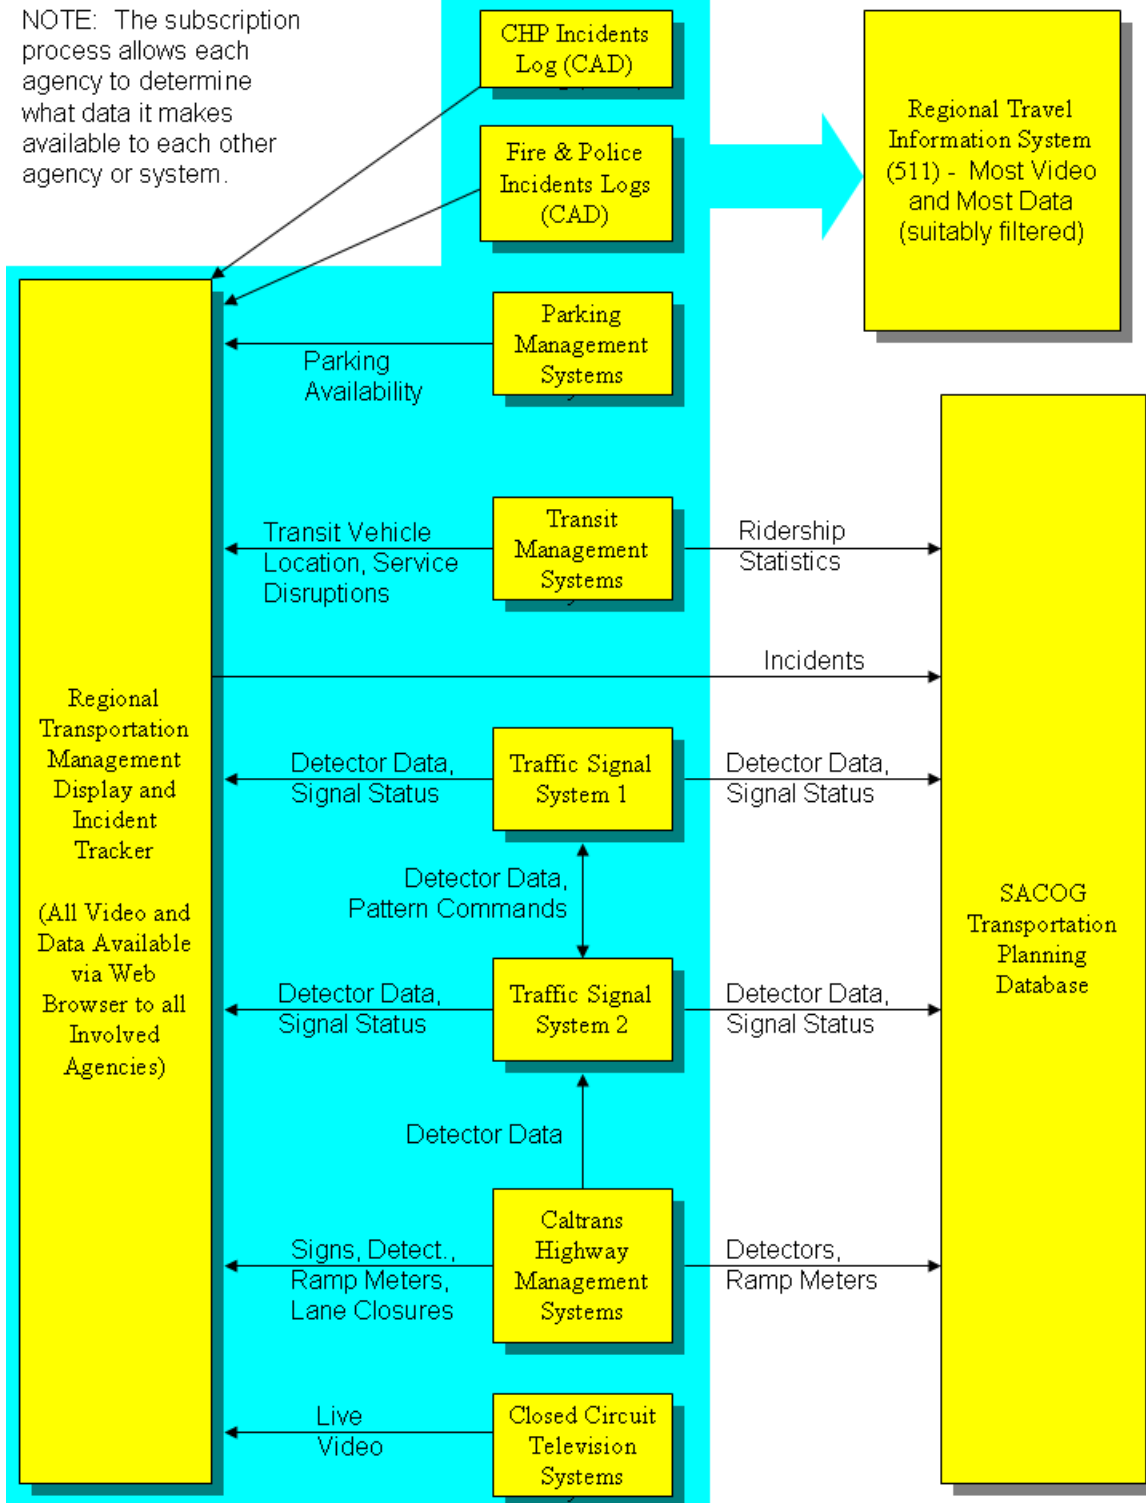 NOTE: The subscription
process allows each
agency to determine
what data it makes
available to each other
agency or system.
CHP Incidents
Log (CAD)
Fire & Police
Incidents Logs
(CAD)
Regional Travel
Information System
(511) - Most Video
and Most Data
(suitably filtered)
Parking
Management
Systems
Parking
Availability
Transit
Management
Systems
Transit Vehicle
Location, Service
Disruptions
Ridership
Statistics
Incidents
Regional
Transportation
Management
Display and
Incident
Tracker
(All Video and
Data Available
via Web
Browser to all
Involved
Agencies)
Detector Data,
Signal Status
Traffic Signal
System 1
Detector Data,
Signal Status
Detector Data,
Pattern Commands
SACOG
Transportation
Planning
Database
Detector Data,
Signal Status
Traffic Signal
System 2
Detector Data,
Signal Status
Detector Data
Signs, Detect.,
Ramp Meters,
Lane Closures
Caltrans
Highway
Management
Systems
Detectors,
Ramp Meters
Live
Video
Closed Circuit
Television
Systems